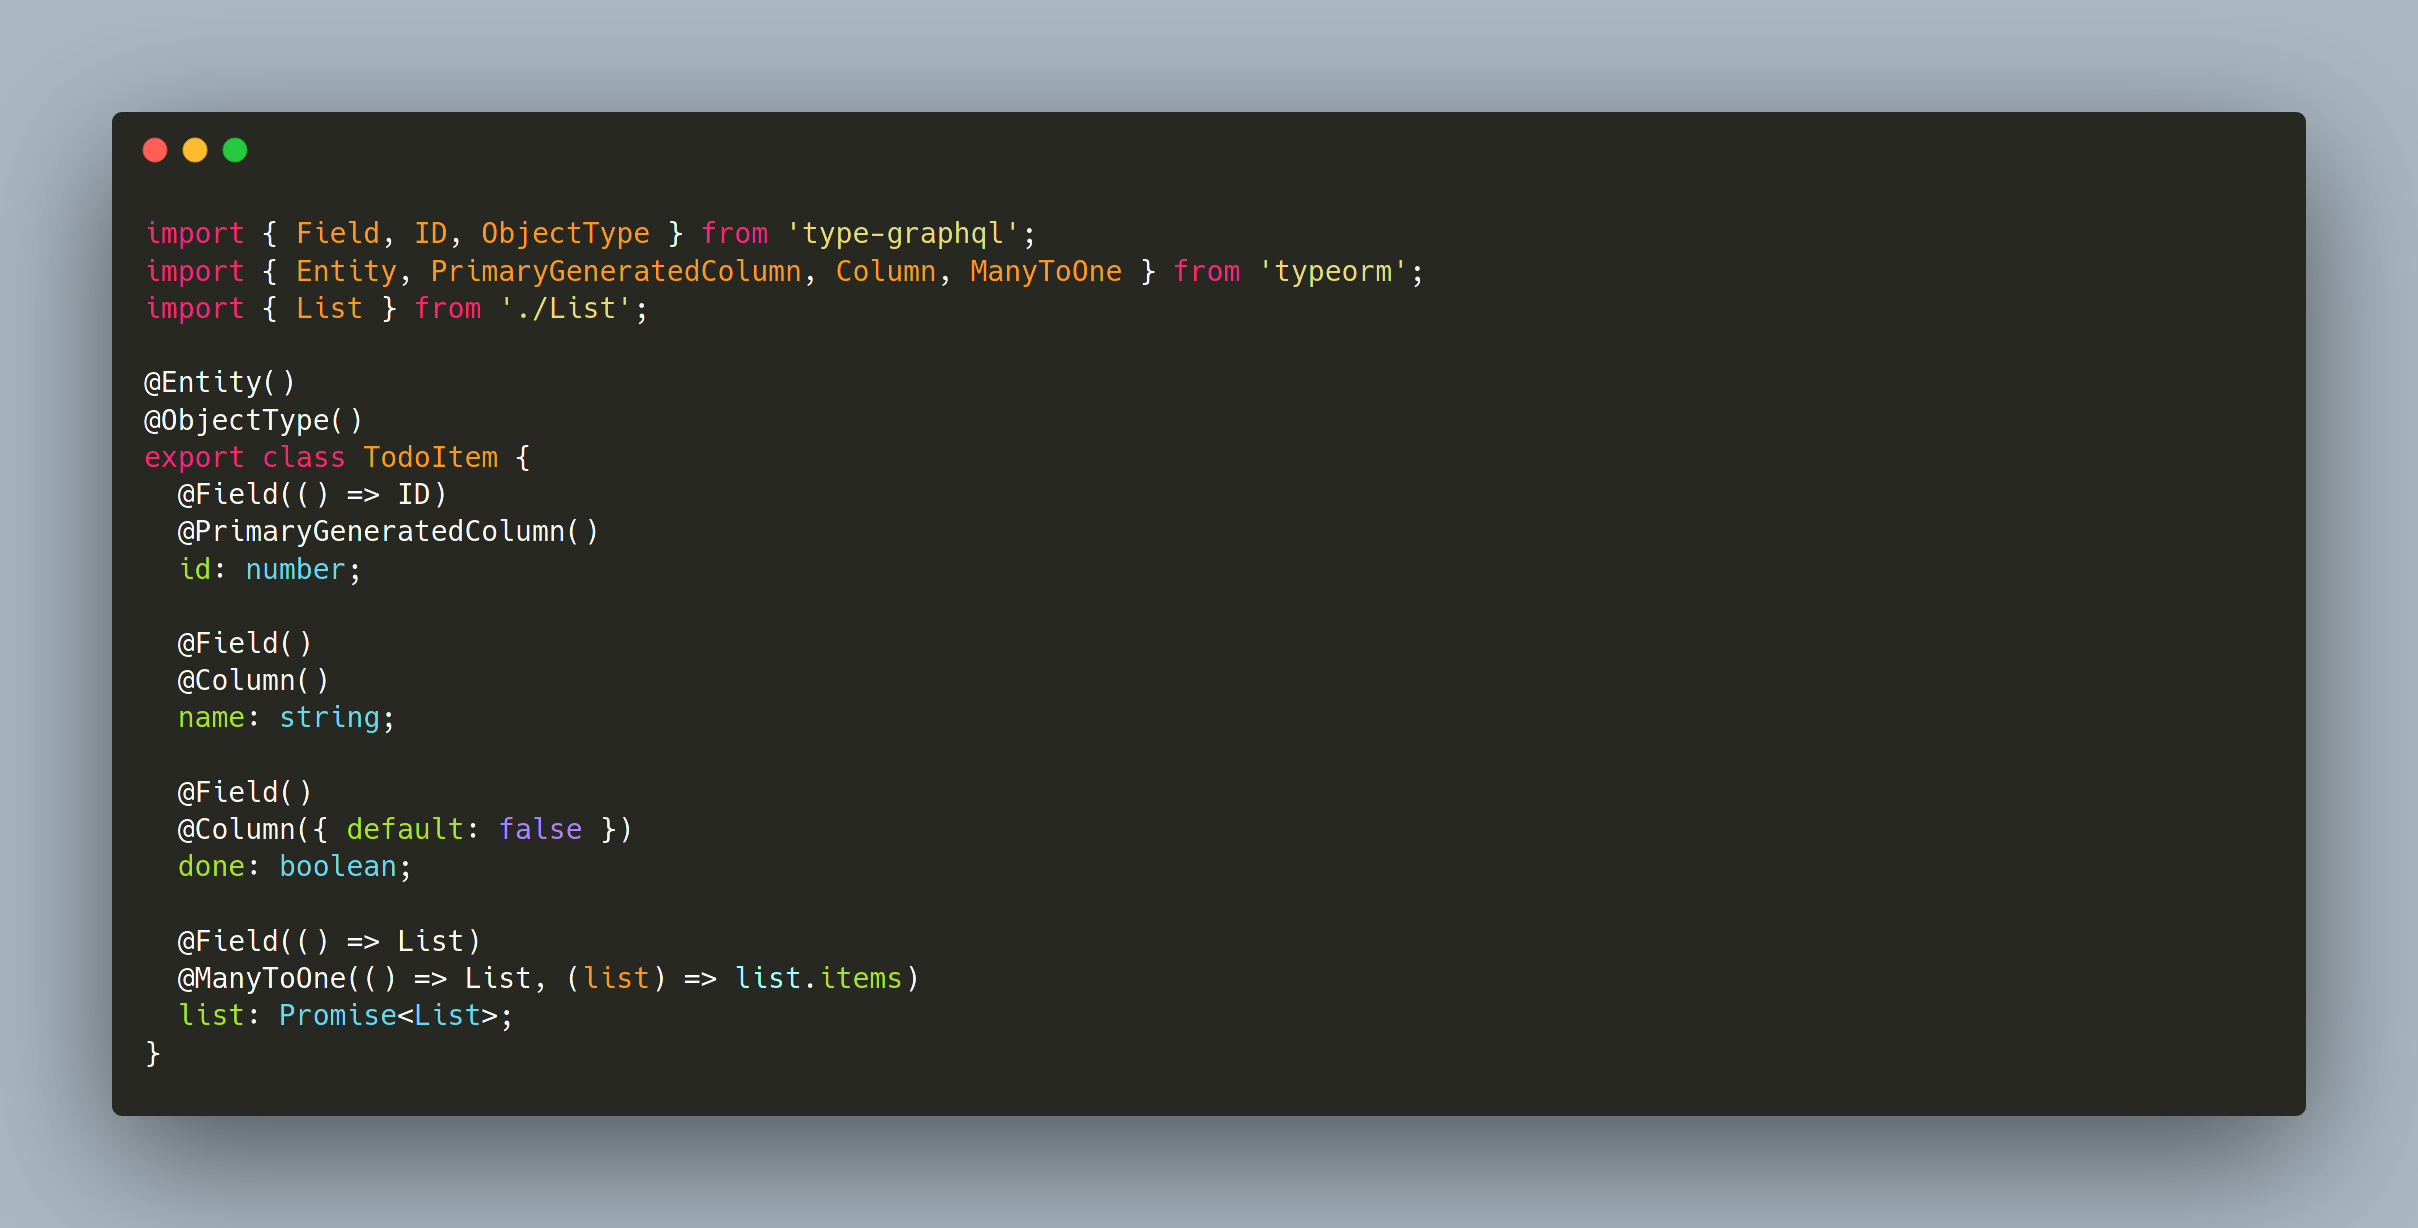 import { Field, ID, ObjectType } from 'type-graphql';
import { Entity, PrimaryGeneratedColumn, Column, ManyToOne } from 'typeorm';
import { List } from './List';

@Entity()
@ObjectType()
export class TodoItem {
  @Field(() => ID)
  @PrimaryGeneratedColumn()
  id: number;

  @Field()
  @Column()
  name: string;

  @Field()
  @Column({ default: false })
  done: boolean;

  @Field(() => List)
  @ManyToOne(() => List, (list) => list.items)
  list: Promise<List>;
}